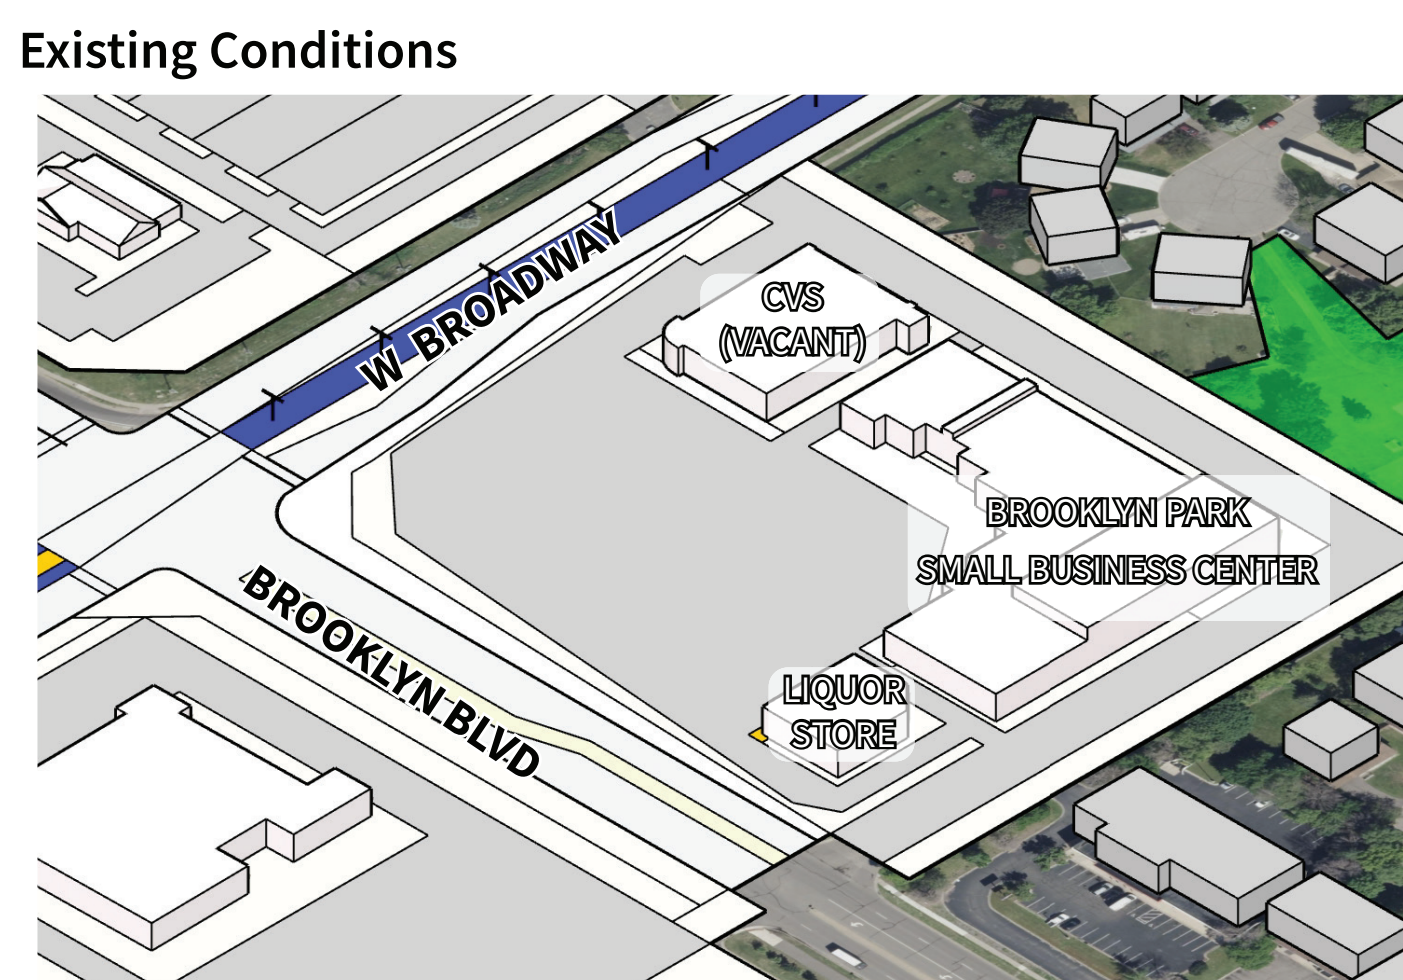 Existing Conditions
W BROADWAY
CVS
(VACANT)
BROOKLYN PARK
SMALL BUSINESS CENTER
BROOKLYN BLVD
LIQUOR
STORE